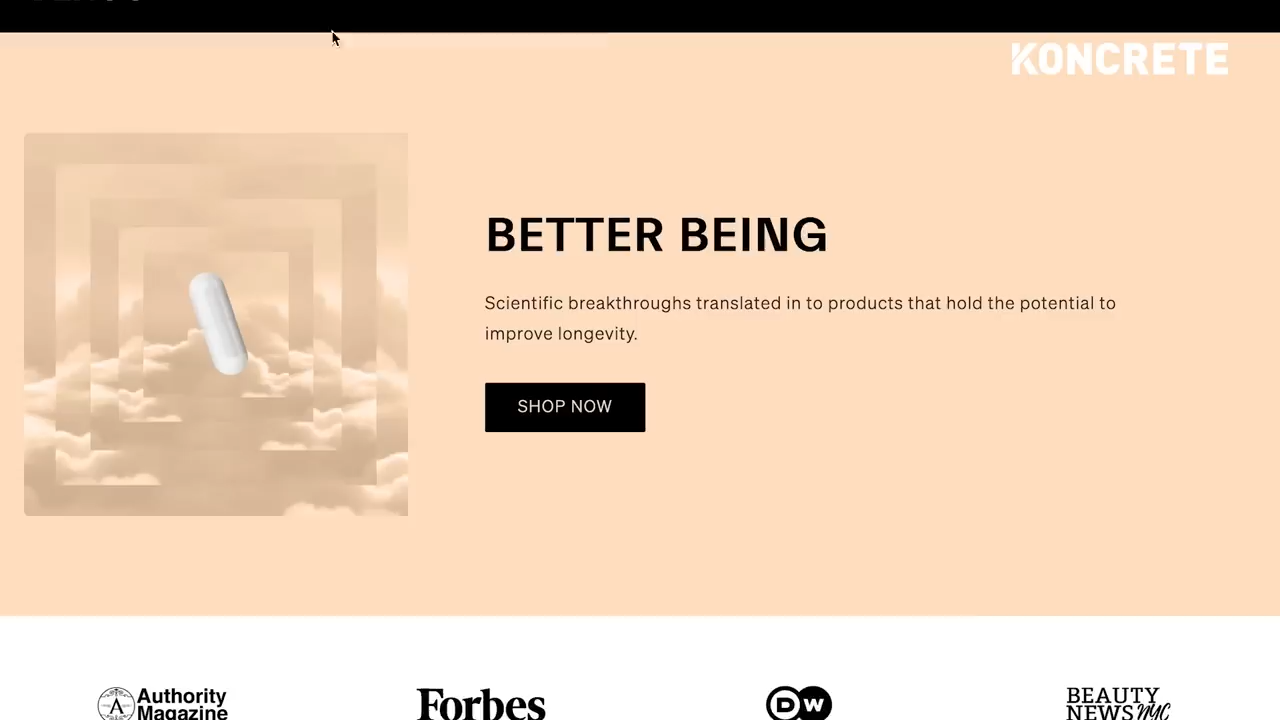 KONCRETE
BETTER BEING
Scientific breakthroughs translated in to products that hold the potential to
improve longevity.
SHOP NOW
Authority
Magazine
A
Forbes
DW
BEAUTY
NEWS NYC